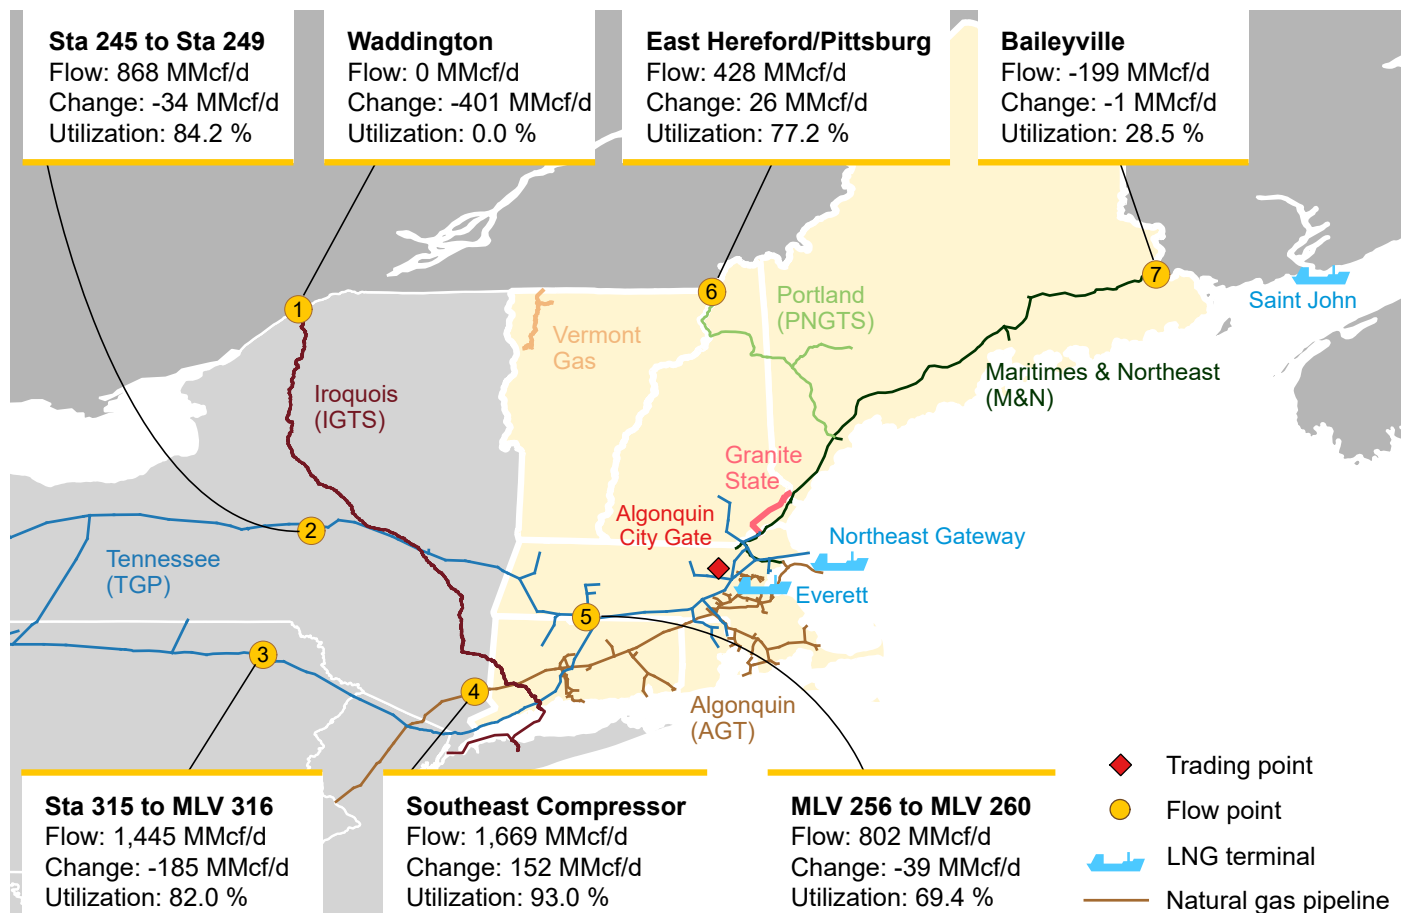 Sta 245 to Sta 249
Flow: 868 MMcf/d
Change: -34 MMcf/d
Utilization: 84.2 %
Waddington
Flow: 0 MMcf/d
Change: -401 MMcf/d
Utilization: 0.0 %
East Hereford/Pittsburg
Flow: 428 MMcf/d
Change: 26 MMcf/d
Utilization: 77.2 %
Baileyville
Flow: -199 MMcf/d
Change: -1 MMcf/d
Utilization: 28.5 %
1
6
7
Saint John
Portland
(PNGTS)
Vermont
Gas
Maritimes & Northeast
(M&N)
Iroquois
(IGTS)
Granite
State
Algonquin
City Gate
2
Northeast Gateway
Tennessee
(TGP)
Everett
5
3
4
Algonquin
(AGT)
Sta 315 to MLV 316
Flow: 1,445 MMcf/d
Change: -185 MMcf/d
Utilization: 82.0 %
Southeast Compressor
Flow: 1,669 MMcf/d
Change: 152 MMcf/d
Utilization: 93.0 %
MLV 256 to MLV 260
Flow: 802 MMcf/d
Change: -39 MMcf/d
Utilization: 69.4 %
Trading point
Flow point
LNG terminal
Natural gas pipeline